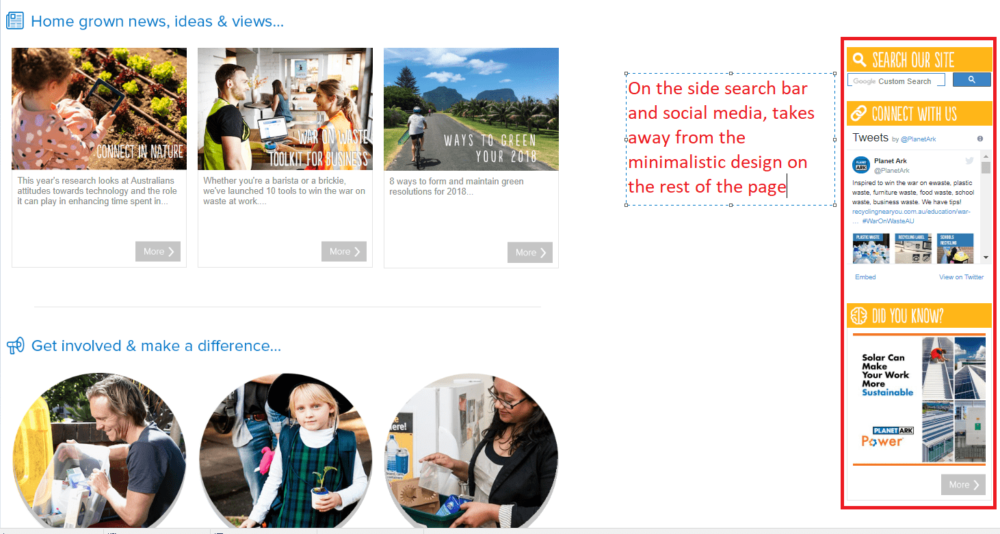 Home grown news, ideas & views...
CONNECT IN NATURE
This year's research looks at Australians
attitudes towards technology and the role
it can play in enhancing time spent in...
More
WAR ON WASTE
TOOLKIT FOR BUSINESS
Whether you're a barista or a brickie,
we've launched 10 tools to win the war on
waste at work....
More
WAYS TO GREEN
YOUR 2018
8 ways to form and maintain green
resolutions for 2018...
More
On the side search bar
and social media, takes
away from the
minimalistic design on
the rest of the page
SEARCH OUR SITE
Google Custom Search
CONNECT WITH US
Tweets by @PlanetArk
PLANET
ARK
Planet Ark
@PlanetArk
Inspired to win the war on ewaste, plastic
waste, furniture waste, food waste, school
waste, business waste. We have tips!
recyclingnearyou.com.au/education/war-
… #WarOnWasteAU
PLASTIC WASTE
RECYCLING LABEL
SCHOOLS
RECYCLING
Embed
View on Twitter
DID YOU KNOW?
Solar Can
Make
Your Work
More
Sustainable
PLANET ARK
Power
More
Get involved & make a difference...
here!